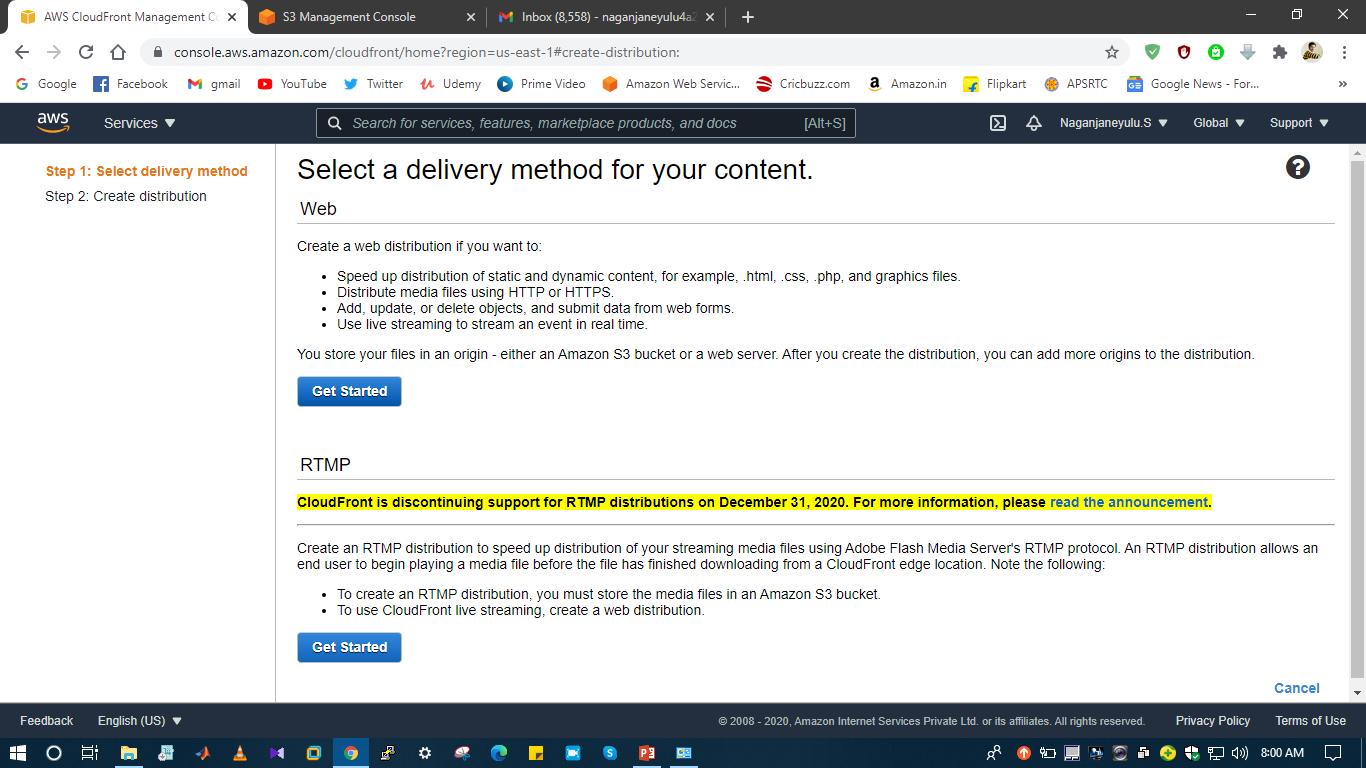 AWS CloudFront Management C
S3 Management Console
Inbox (8,558) - naganjaneyulu4a2
console.aws.amazon.com/cloudfront/home?region=us-east-1#create-distribution:
Google
Facebook
gmail
YouTube
Twitter
Udemy
Prime Video
Amazon Web Servic...
Cricbuzz.com
Amazon.in
Flipkart
APSRTC
Google News - For...
aws
Services
Search for services, features, marketplace products, and docs
[Alt+S]
Naganjaneyulu.S
Global
Support
Step 1: Select delivery method
Step 2: Create distribution
Select a delivery method for your content.
Web
Create a web distribution if you want to:
Speed up distribution of static and dynamic content, for example, .html, .css, .php, and graphics files.
Distribute media files using HTTP or HTTPS.
Add, update, or delete objects, and submit data from web forms.
Use live streaming to stream an event in real time.
You store your files in an origin - either an Amazon S3 bucket or a web server. After you create the distribution, you can add more origins to the distribution.
Get Started
RTMP
CloudFront is discontinuing support for RTMP distributions on December 31, 2020. For more information, please read the announcement.
Create an RTMP distribution to speed up distribution of your streaming media files using Adobe Flash Media Server's RTMP protocol. An RTMP distribution allows an
end user to begin playing a media file before the file has finished downloading from a CloudFront edge location. Note the following:
To create an RTMP distribution, you must store the media files in an Amazon S3 bucket.
To use CloudFront live streaming, create a web distribution.
Get Started
Cancel
Feedback
English (US)
© 2008 - 2020, Amazon Internet Services Private Ltd. or its affiliates. All rights reserved.
Privacy Policy
Terms of Use
8:00 AM